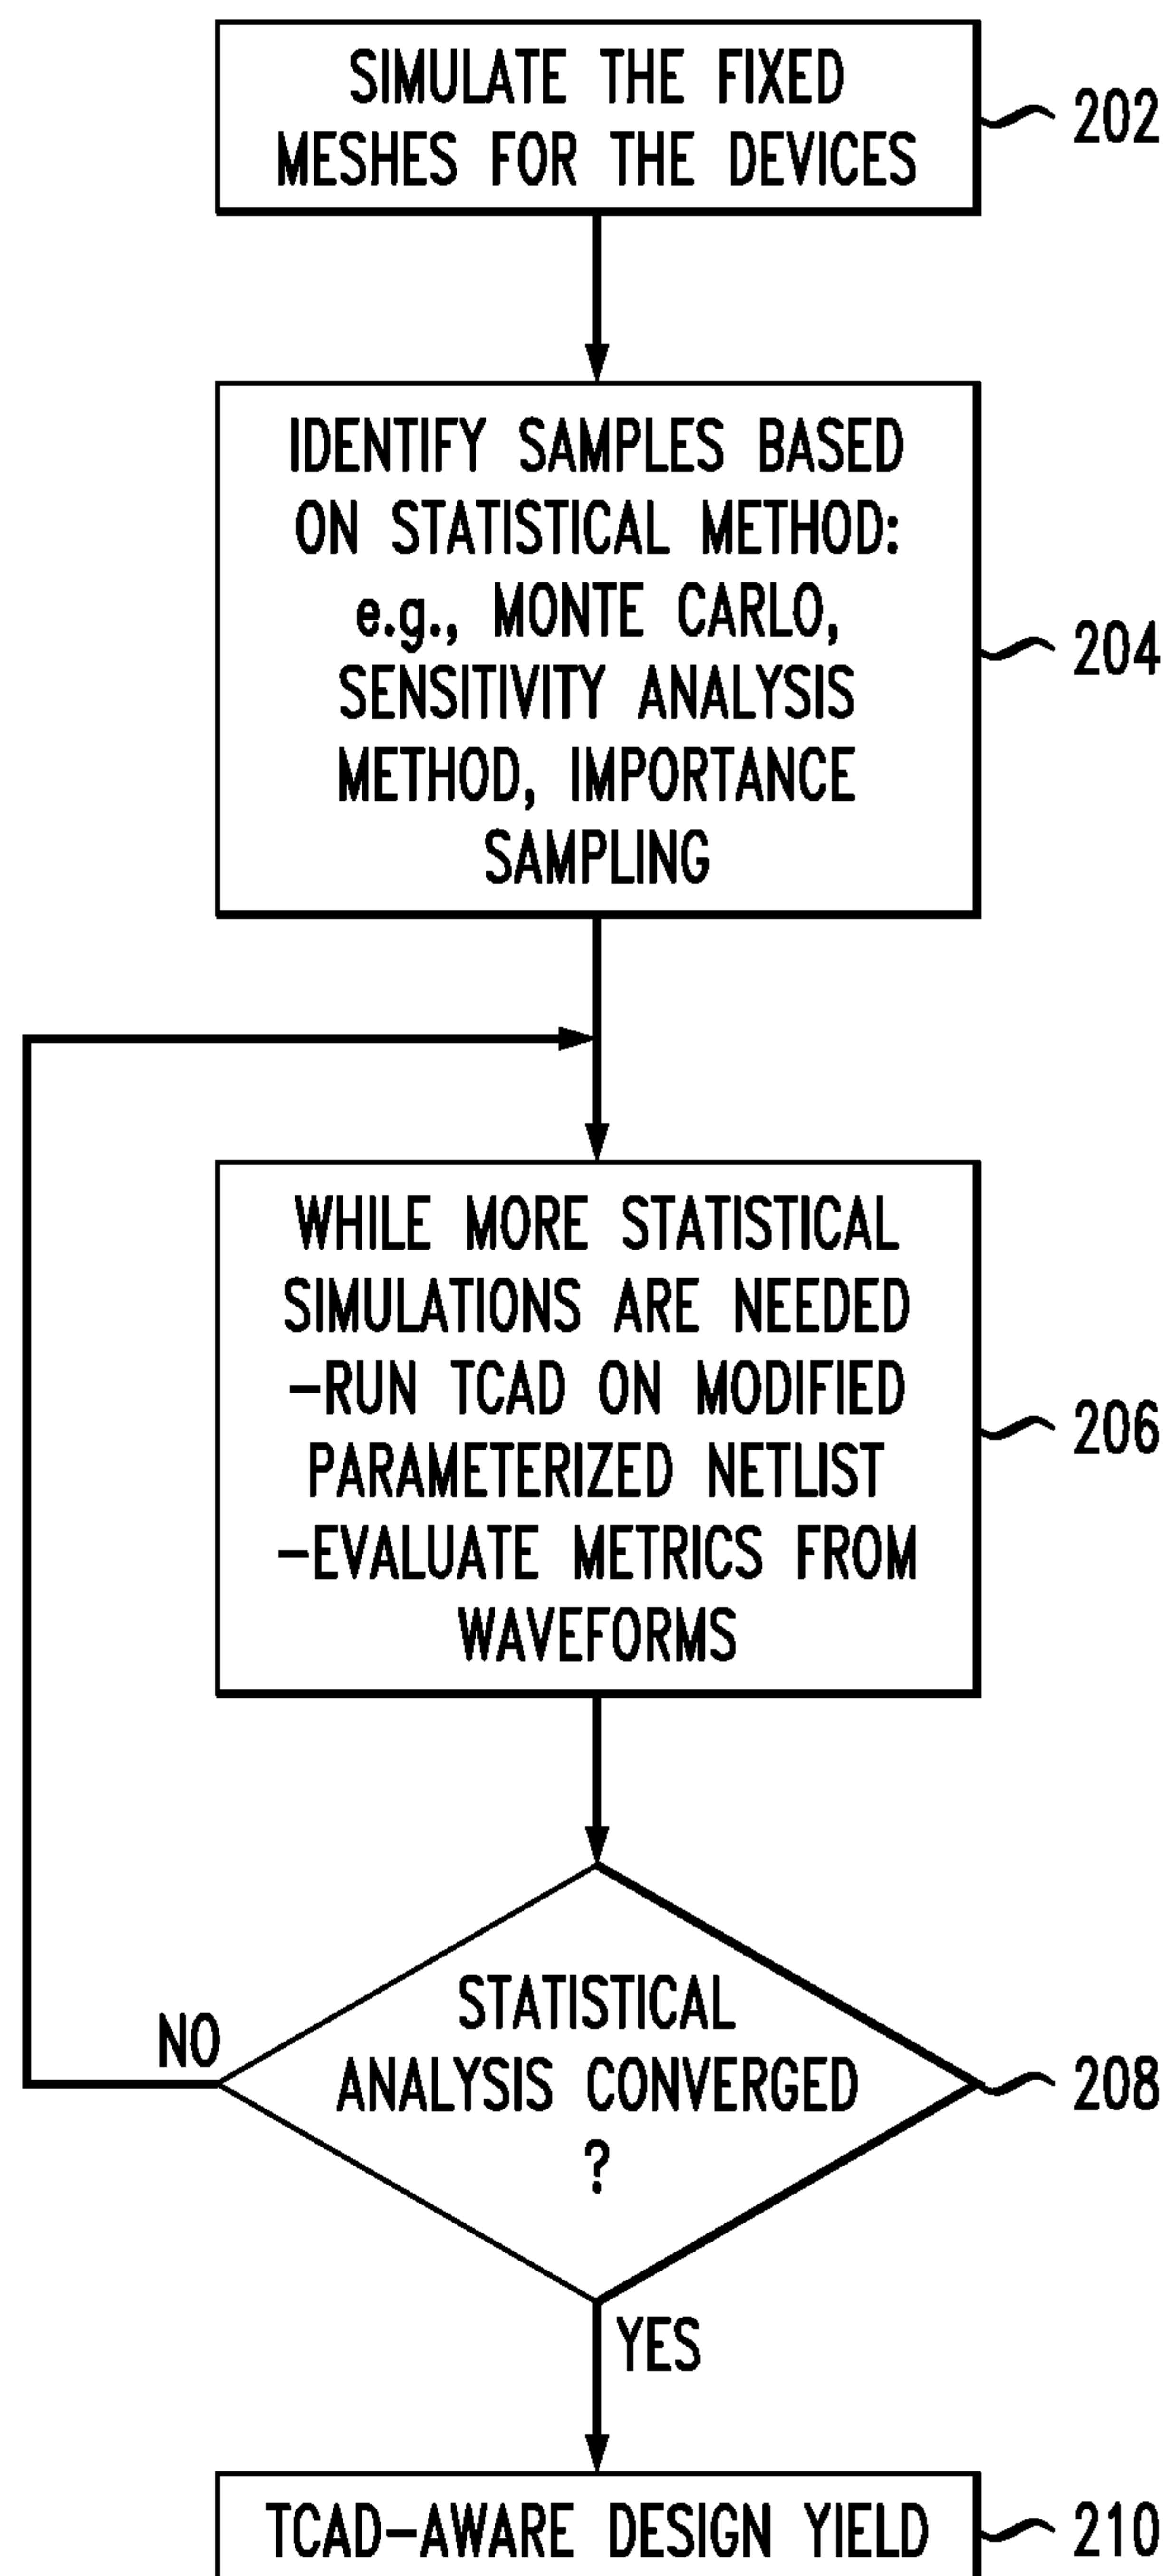 SIMULATE THE FIXED
MESHES FOR THE DEVICES
202
IDENTIFY SAMPLES BASED
ON STATISTICAL METHOD:
e.g., MONTE CARLO,
SENSITIVITY ANALYSIS
METHOD, IMPORTANCE
SAMPLING
204
WHILE MORE STATISTICAL
SIMULATIONS ARE NEEDED
-RUN TCAD ON MODIFIED
PARAMETERIZED NETLIST
-EVALUATE METRICS FROM
WAVEFORMS
206
STATISTICAL
ANALYSIS CONVERGED
?
208
NO
YES
TCAD-AWARE DESIGN YIELD
210